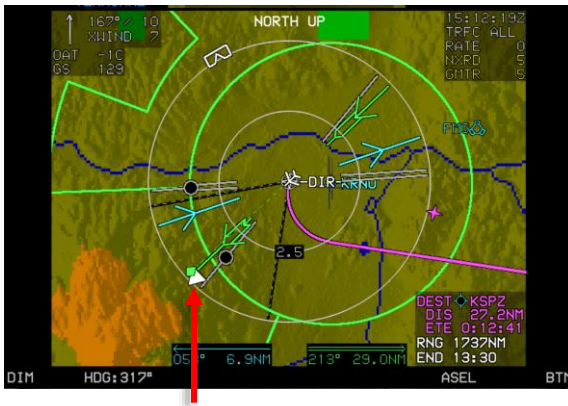 167°/ 10
XWIND 7
OAT -1C
GS 129
NORTH UP
15:12:19Z
TRFC ALL
RATE 0
NXRD 5
GMTR 5
FMG
DIR
KRNO
2.5
DEST KSPZ
DIS 27.2NM
ETE 0:12:41
RNG 1737NM
END 13:30
6.9NM
213° 29.0NM
DIM
HDG:317°
ASEL
BTN